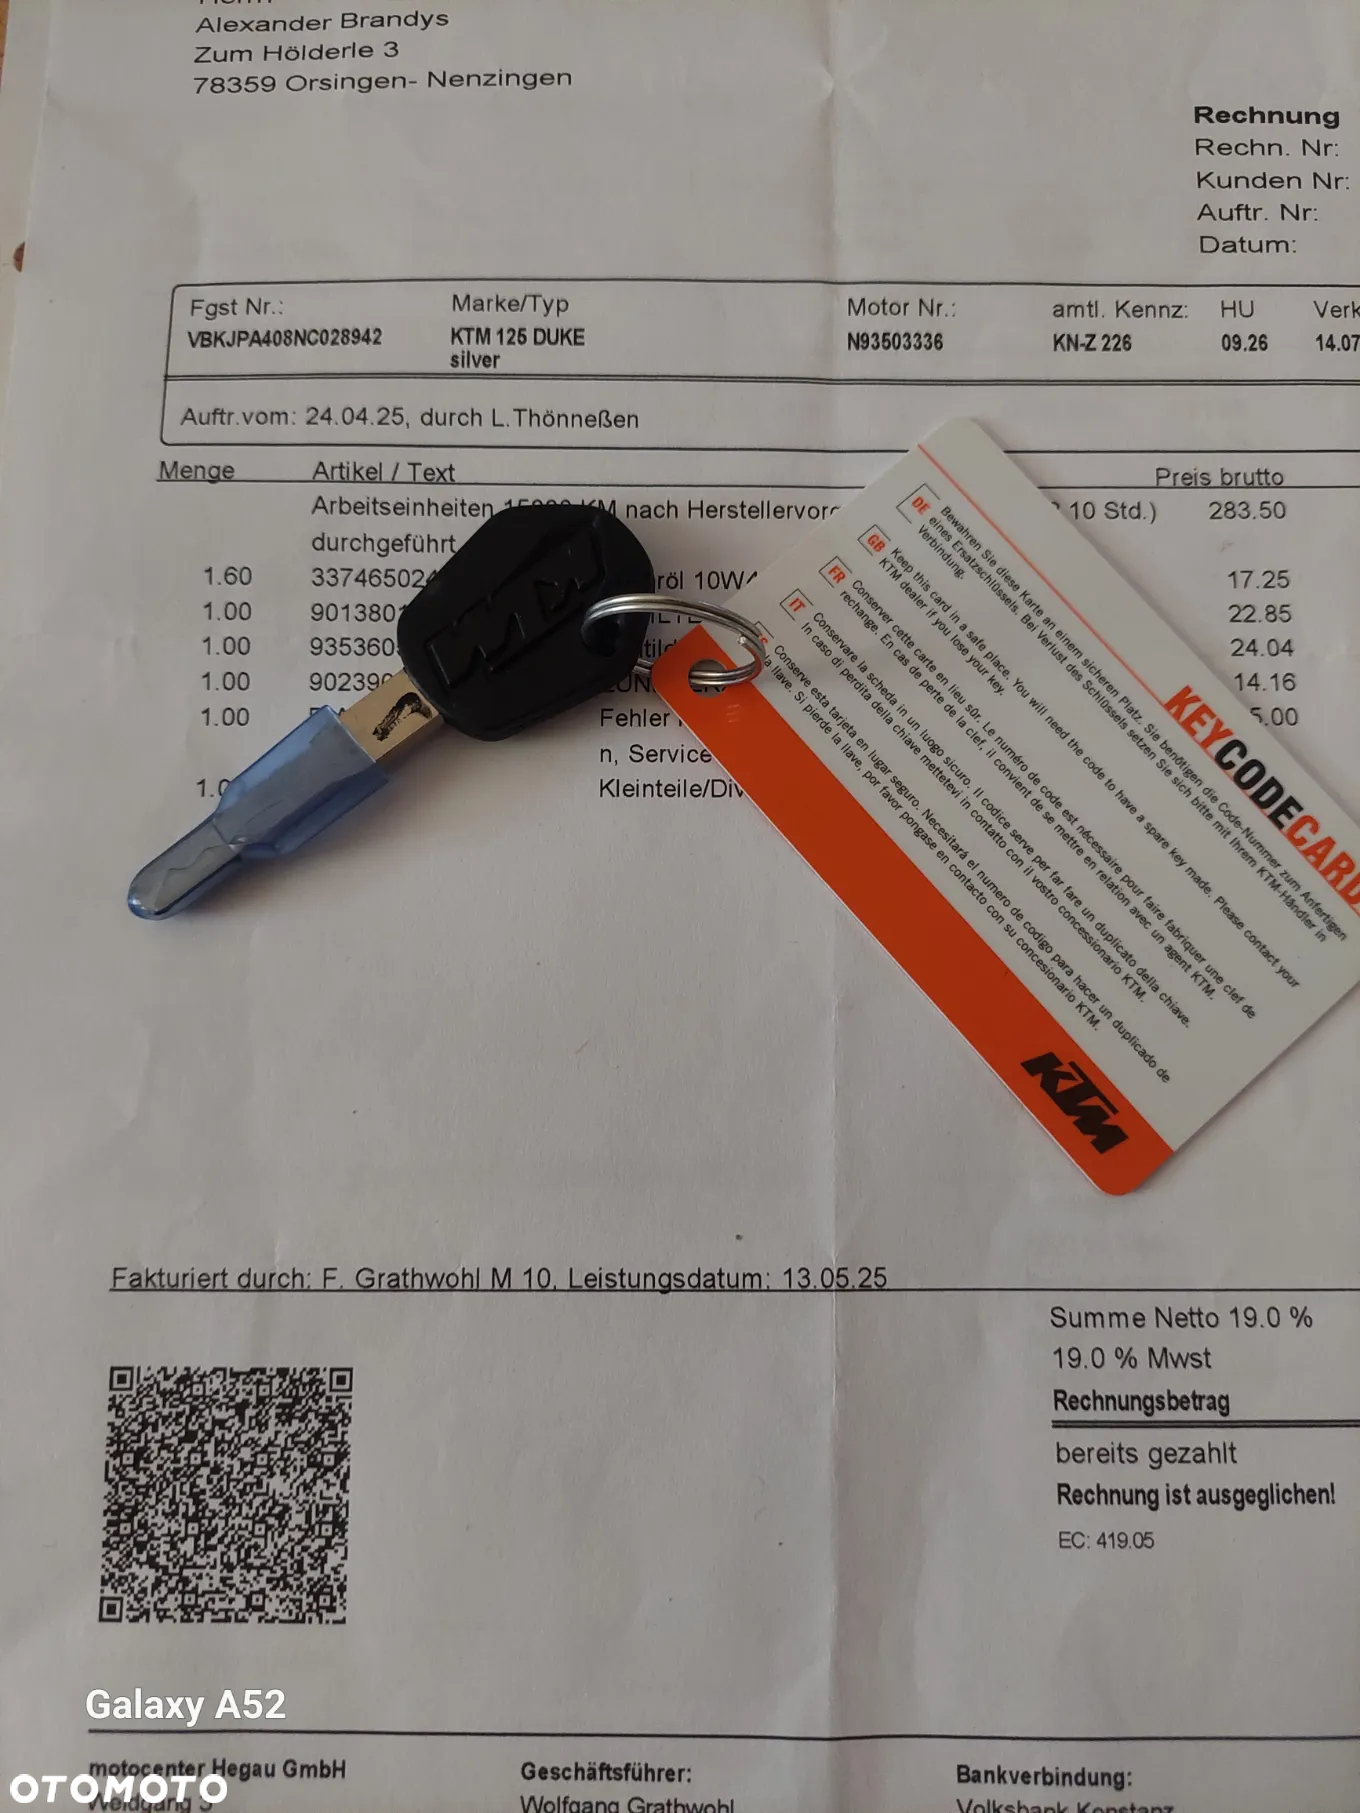 Alexander Brandys
Zum Hölderle 3
78359 Orsingen- Nenzingen
Rechnung
Rechn. Nr:
Kunden Nr:
Auftr. Nr:
Datum:
Fgst Nr.: Marke/Typ Motor Nr.: amtl. Kennz: HU
VBKJPA408NC028942 KTM 125 DUKE N93503336 KN-Z 226 09.26 14.07
silver
Auftr.vom: 24.04.25, durch L.Thönneßen
Menge Artikel / Text Preis brutto
Arbeitseinheiten KM nach 10 Std.) 283.50
durchgeführt
1.60 10W 17.25
1.00 22.85
1.00 24.04
1.00 14.16
1.00 Fehler
n, Service
Kleinteile/Div
KTM
KEYCODECARD
DE Bewahren Sie diese Karte an einem sicheren Platz. Sie benötigen die Code-Nummer zum Anfertigen
eines Ersatzschlüssels. Bei Verlust des Schlüssels setzen Sie sich bitte mit Ihrem KTM-Händler in
Verbindung.
GB Keep this card in a safe place. You will need the code to have a spare key made. Please contact your
KTM dealer if you lose your key.
FR Conserver cette carte en lieu sûr. Le numéro de code est nécessaire pour faire fabriquer une clef de
rechange. En cas de perte de la clef, il convient de se mettre en relation avec un agent KTM.
IT Conservare la scheda in un luogo sicuro. Il codice serve per far fare un duplicato della chiave.
In caso di perdita della chiave mettetevi in contatto con il vostro concessionario KTM.
Conserve esta tarjeta en lugar seguro. Necesitará el numero de codigo para hacer un duplicado de
la llave. Si pierde la llave, por favor pongase en contacto con su concesionario KTM.
KTM
Fakturiert durch: F. Grathwohl M 10, Leistungsdatum: 13.05.25
Summe Netto 19.0 %
19.0 % Mwst
Rechnungsbetrag
bereits gezahlt
Rechnung ist ausgeglichen!
EC: 419.05
Galaxy A52
motocenter Hegau GmbH Geschäftsführer: Bankverbindung:
Wolfgang Grathwohl Volksbank Konstanz
OTOMOTO